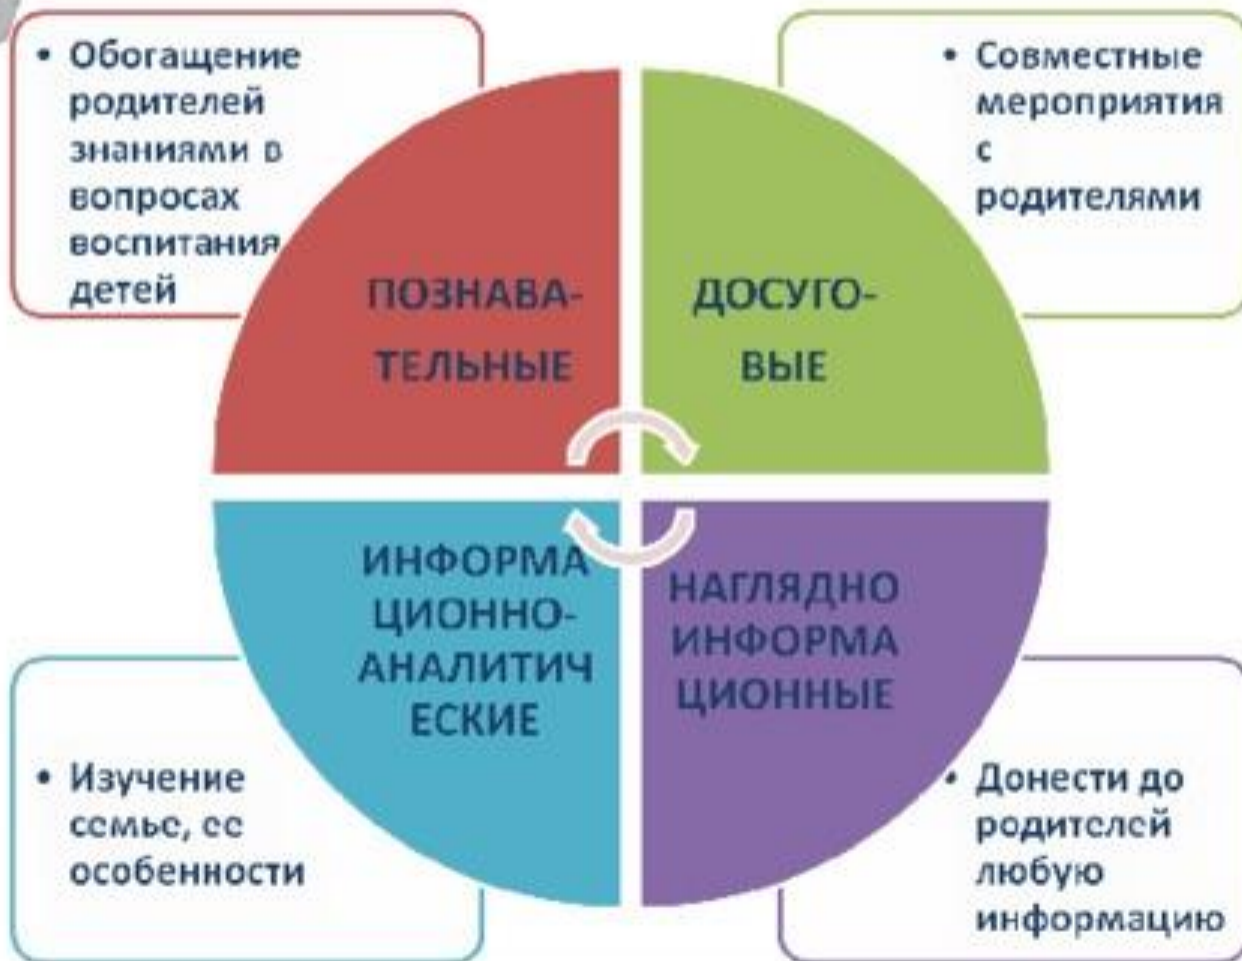 • Обогащение
родителей
знаниями в
вопросах
воспитания
детей
ПОЗНАВА-
ТЕЛЬНЫЕ
• Совместные
мероприятия
с
родителями
ДОСУГО-
ВЫЕ
ИНФОРМА
ЦИОННО-
АНАЛИТИЧ
ЕСКИЕ
• Изучение
семье, ее
особенности
НАГЛЯДНО
ИНФОРМА
ЦИОННЫЕ
• Донести до
родителей
любую
информацию